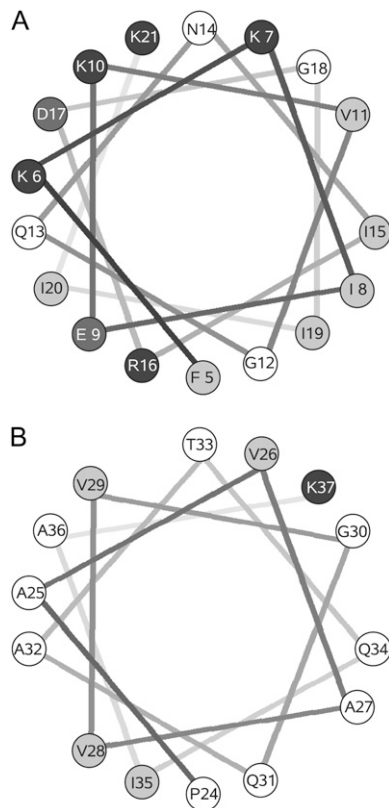 A
K21
N14
K 7
K10
G18
D17
V11
K 6
Q13
I15
I20
I 8
E 9
I19
R16
F 5
G12
B
T33
V26
V29
K37
A36
G30
A25
A32
Q34
A27
V28
I35
P24
Q31